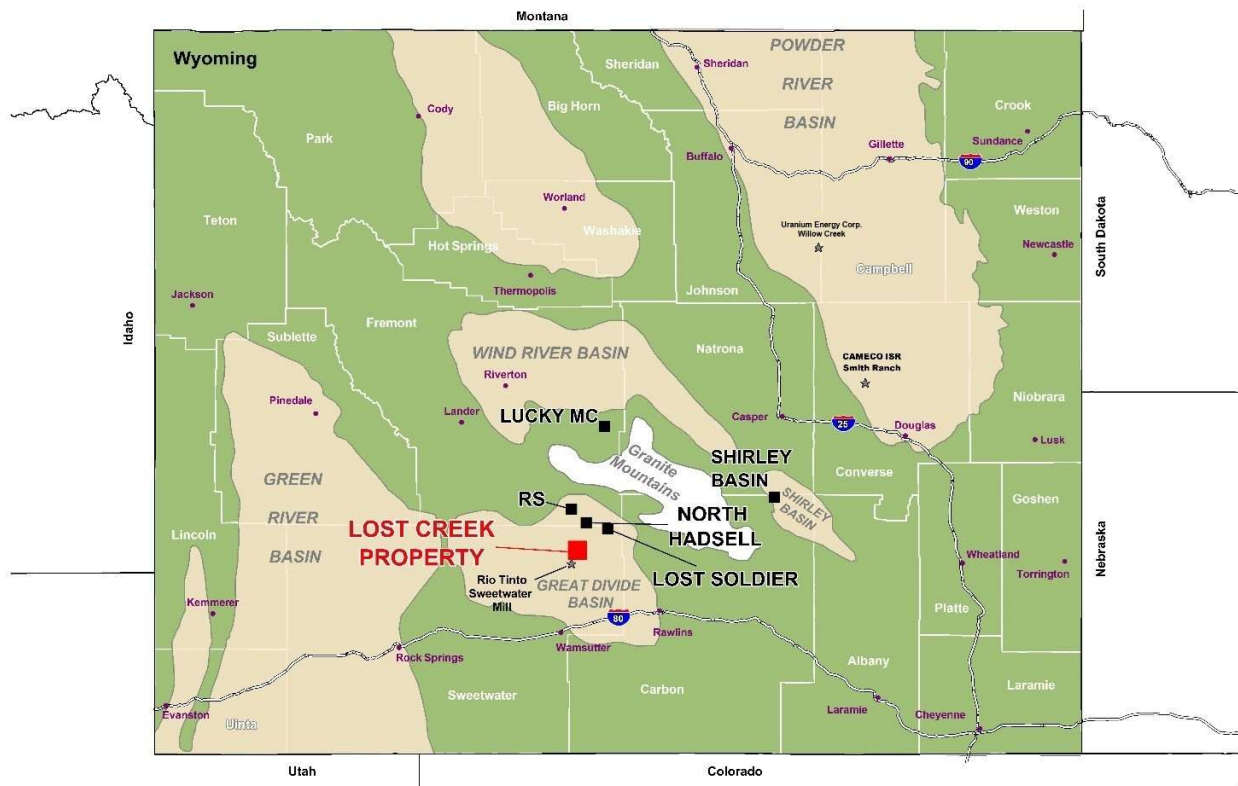 Montana
Wyoming
POWDER
RIVER
BASIN
Sheridan
Sheridan
Big Horn
Cody
Park
Crook
Sundance
Buffalo
Gillette
90
Worland
Washakie
Teton
Weston
Uranium Energy Corp.
Willow Creek
Newcastle
Campbell
Hot Springs
Thermopolis
Johnson
South Dakota
Jackson
Idaho
Sublette
Fremont
Natrona
WIND RIVER BASIN
Riverton
CAMECO ISR
Smith Ranch
Pinedale
Lander
LUCKY MC
Casper
25
Douglas
Niobrara
Lusk
Granite
Mountains
SHIRLEY
BASIN
Converse
SHIRLEY
BASIN
Goshen
GREEN
RIVER
BASIN
RS
NORTH
HADSELL
Lincoln
LOST CREEK
PROPERTY
LOST SOLDIER
Wheatland
Torrington
Nebraska
Rio Tinto
Sweetwater
Mill
GREAT DIVIDE
BASIN
Kemmerer
80
Platte
Rawlins
Wamsutter
Rock Springs
Albany
Sweetwater
Carbon
Laramie
Evanston
Uinta
Laramie
Cheyenne
Utah
Colorado